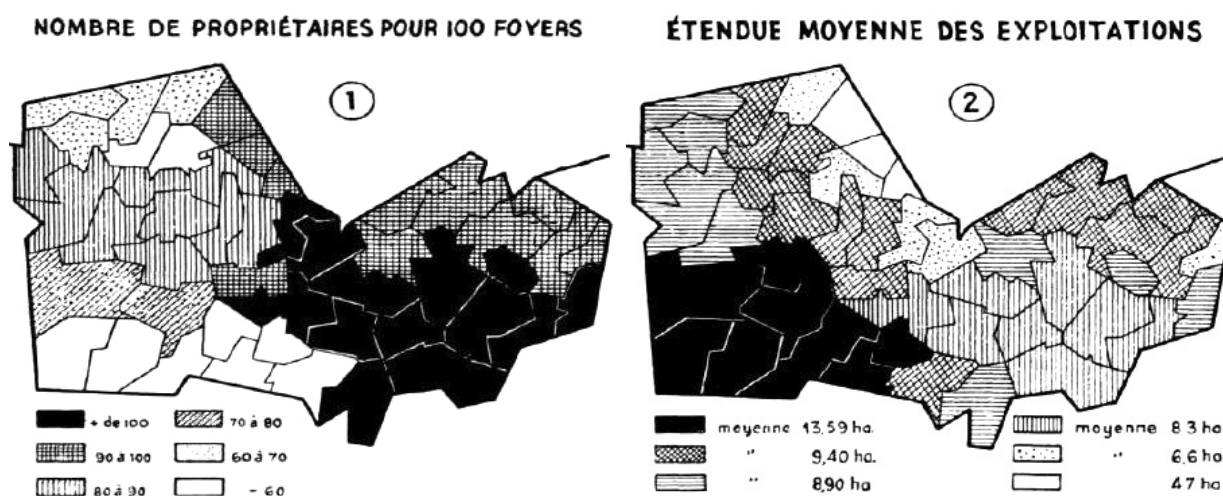 NOMBRE DE PROPRIÉTAIRES POUR 100 FOYERS
1
+ de 100
70 à 80
90 à 100
60 à 70
80 à 90
- 60
ÉTENDUE MOYENNE DES EXPLOITATIONS
2
moyenne 13,59 ha.
moyenne 8,3 ha
" 9,40 ha.
" 6,6 ha
" 8,90 ha
4,7 ha